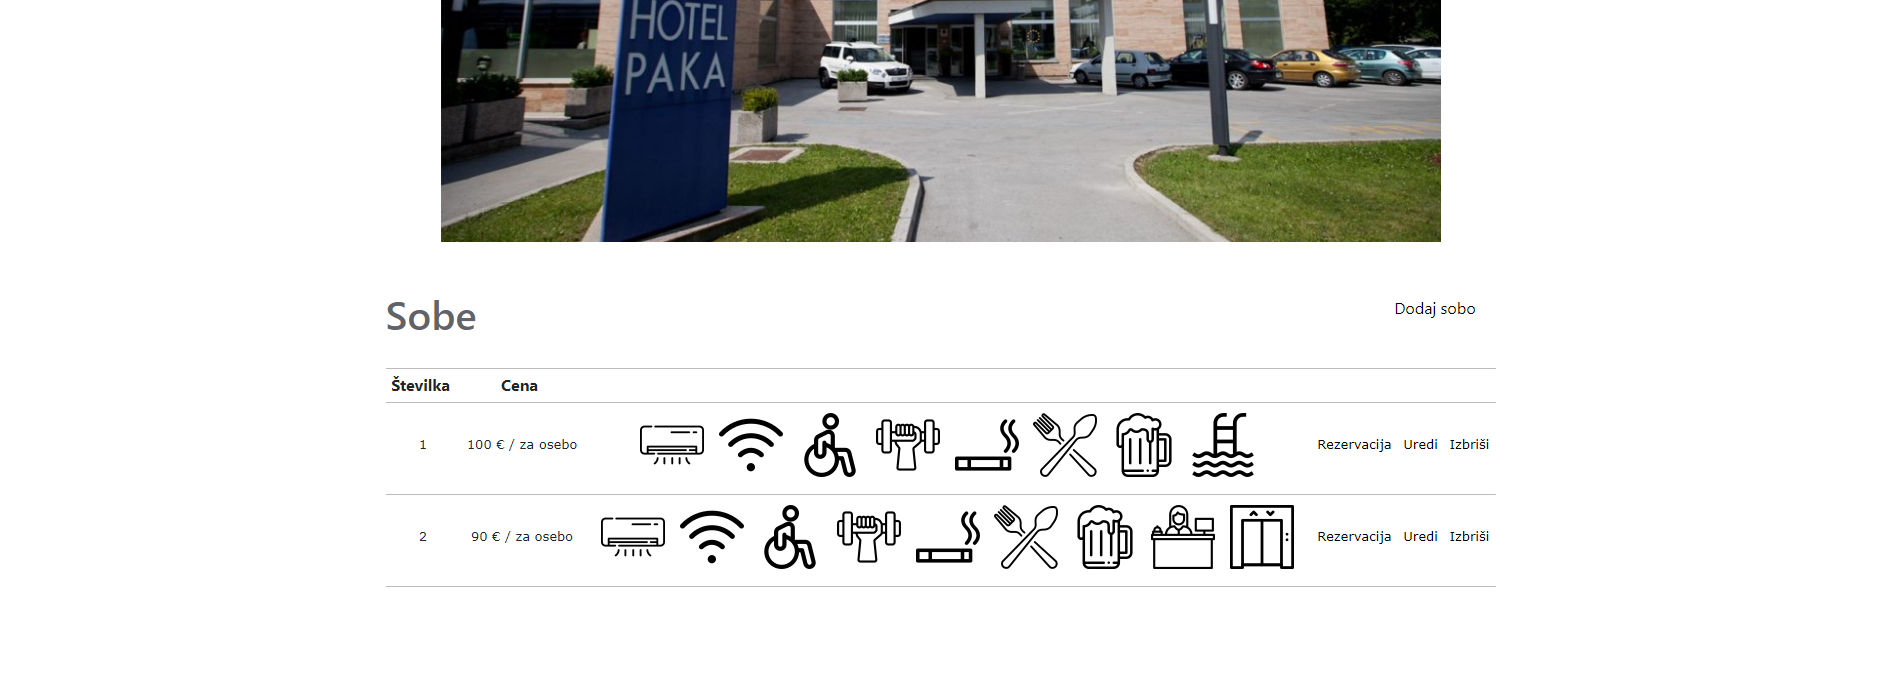 HOTEL
PAKA
Sobe
Dodaj sobo
Številka Cena
1 100 € / za osebo Rezervacija Uredi Izbriši
2 90 € / za osebo Rezervacija Uredi Izbriši